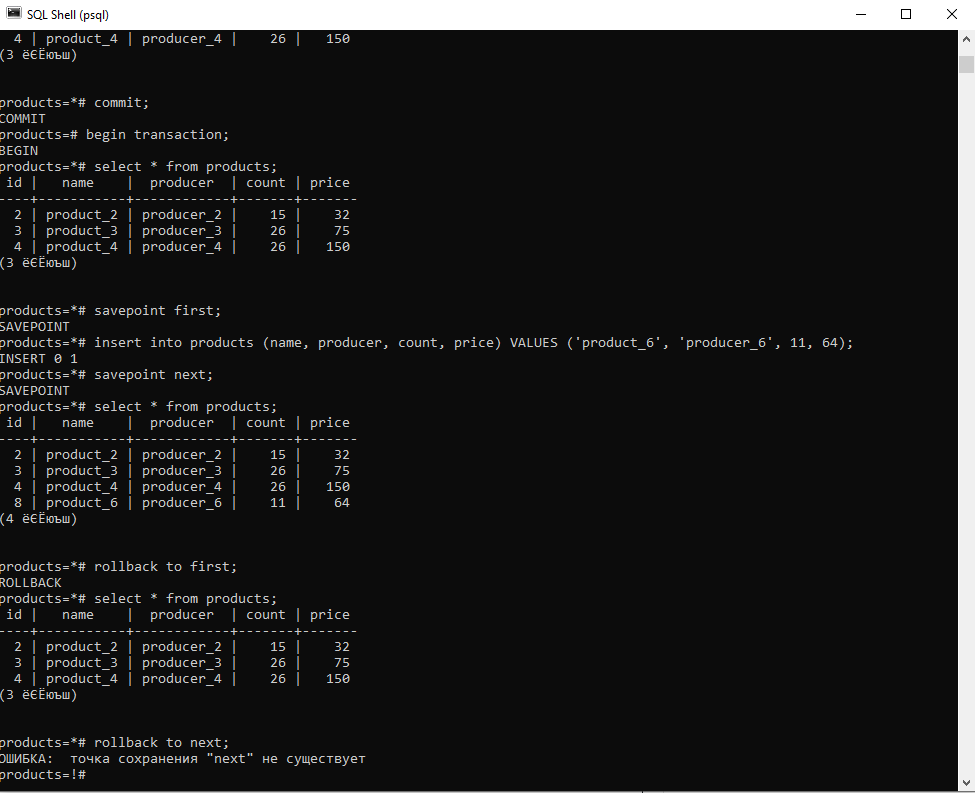 SQL Shell (psql)
  4 | product_4 | producer_4 |    26 |   150
(3 ёЄЁюъш)
products=*# commit;
COMMIT
products=# begin transaction;
BEGIN
products=*# select * from products;
 id |   name    |  producer  | count | price
----+-----------+------------+-------+-------
  2 | product_2 | producer_2 |    15 |    32
  3 | product_3 | producer_3 |    26 |    75
  4 | product_4 | producer_4 |    26 |   150
(3 ёЄЁюъш)
products=*# savepoint first;
SAVEPOINT
products=*# insert into products (name, producer, count, price) VALUES ('product_6', 'producer_6', 11, 64);
INSERT 0 1
products=*# savepoint next;
SAVEPOINT
products=*# select * from products;
 id |   name    |  producer  | count | price
----+-----------+------------+-------+-------
  2 | product_2 | producer_2 |    15 |    32
  3 | product_3 | producer_3 |    26 |    75
  4 | product_4 | producer_4 |    26 |   150
  8 | product_6 | producer_6 |    11 |    64
(4 ёЄЁюъш)
products=*# rollback to first;
ROLLBACK
products=*# select * from products;
 id |   name    |  producer  | count | price
----+-----------+------------+-------+-------
  2 | product_2 | producer_2 |    15 |    32
  3 | product_3 | producer_3 |    26 |    75
  4 | product_4 | producer_4 |    26 |   150
(3 ёЄЁюъш)
products=*# rollback to next;
ОШИБКА:  точка сохранения "next" не существует
products=!#